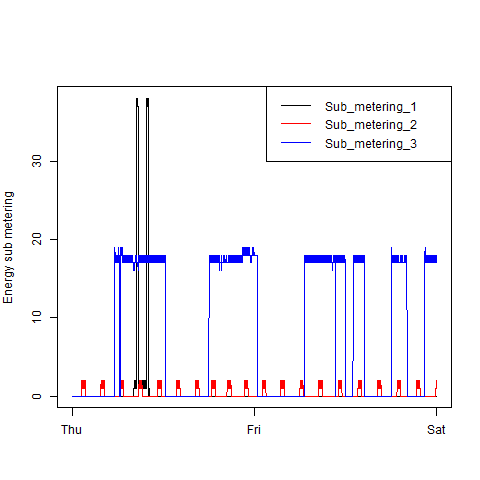 Sub_metering_1
Sub_metering_2
Sub_metering_3
Energy sub metering
30
20
10
0
Thu Fri Sat